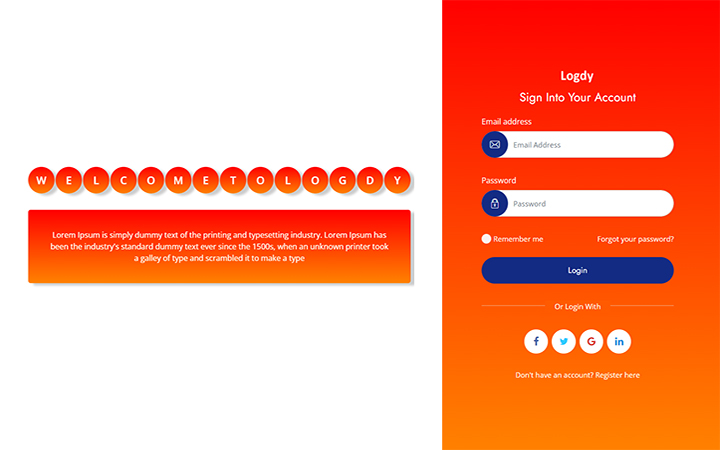 WELCOMETOLOGDY
Lorem Ipsum is simply dummy text of the printing and typesetting industry. Lorem Ipsum has
been the industry's standard dummy text ever since the 1500s, when an unknown printer took
a galley of type and scrambled it to make a type
Logdy
Sign Into Your Account
Email address
Email Address
Password
Password
Remember me Forgot your password?
Login
Or Login With
Don't have an account? Register here